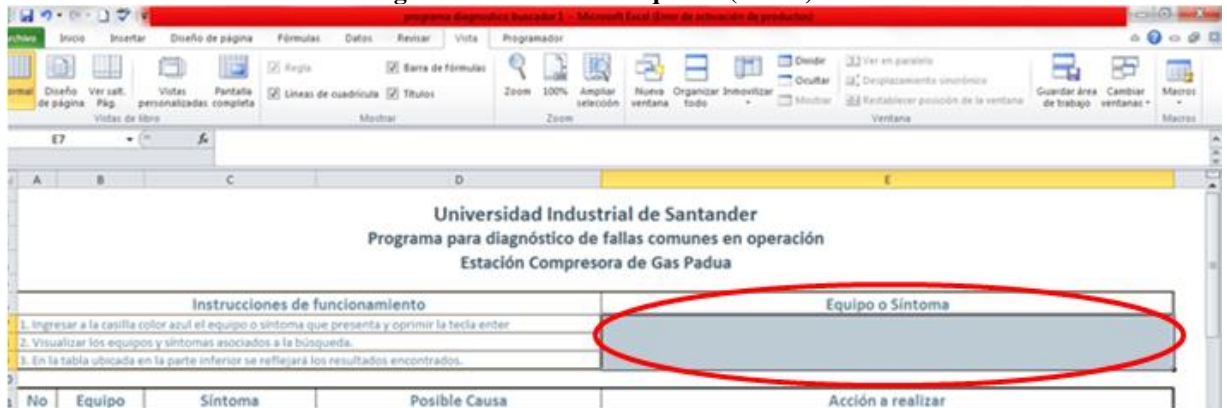 programa diagnostico buscador 1 - Microsoft Excel (Error de activación de productos)
Archivo Inicio Insertar Diseño de página Fórmulas Datos Revisar Vista Programador
Normal Diseño de página Ver salt. Pág. Vistas personalizadas Pantalla completa
Regla Barra de fórmulas
Líneas de cuadrícula Títulos
Zoom 100% Ampliar selección
Nueva ventana Organizar todo Inmovilizar
Dividir
Ocultar
Mostrar
Ver en paralelo
Desplazamiento sincrónico
Restablecer posición de la ventana
Guardar área de trabajo Cambiar ventanas Macros
Vistas de libro Mostrar Zoom Ventana Macros
E7 fx
A B C D E
Universidad Industrial de Santander
Programa para diagnóstico de fallas comunes en operación
Estación Compresora de Gas Padua
Instrucciones de funcionamiento Equipo o Síntoma
1. Ingresar a la casilla color azul el equipo o síntoma que presenta y oprimir la tecla enter
2. Visualizar los equipos y síntomas asociados a la búsqueda.
3. En la tabla ubicada en la parte inferior se reflejará los resultados encontrados.
No Equipo Síntoma Posible Causa Acción a realizar